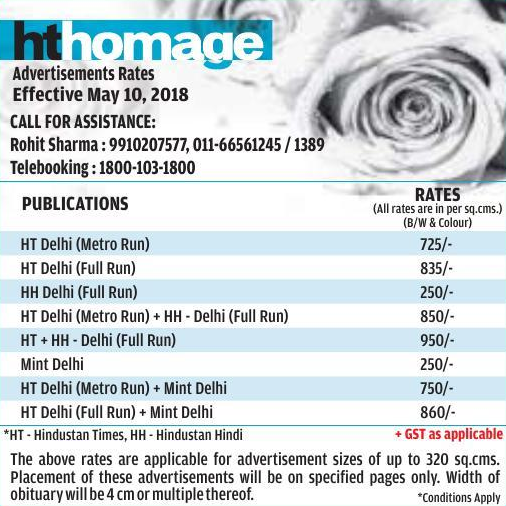 hthomage
Advertisements Rates
Effective May 10, 2018
CALL FOR ASSISTANCE:
Rohit Sharma : 9910207577, 011-66561245 / 1389
Telebooking : 1800-103-1800
PUBLICATIONS RATES
(All rates are in per sq.cms.)
(B/W & Colour)
HT Delhi (Metro Run) 725/-
HT Delhi (Full Run) 835/-
HH Delhi (Full Run) 250/-
HT Delhi (Metro Run) + HH - Delhi (Full Run) 850/-
HT + HH - Delhi (Full Run) 950/-
Mint Delhi 250/-
HT Delhi (Metro Run) + Mint Delhi 750/-
HT Delhi (Full Run) + Mint Delhi 860/-
*HT - Hindustan Times, HH - Hindustan Hindi + GST as applicable
The above rates are applicable for advertisement sizes of up to 320 sq.cms.
Placement of these advertisements will be on specified pages only. Width of
obituary will be 4 cm or multiple thereof. *Conditions Apply